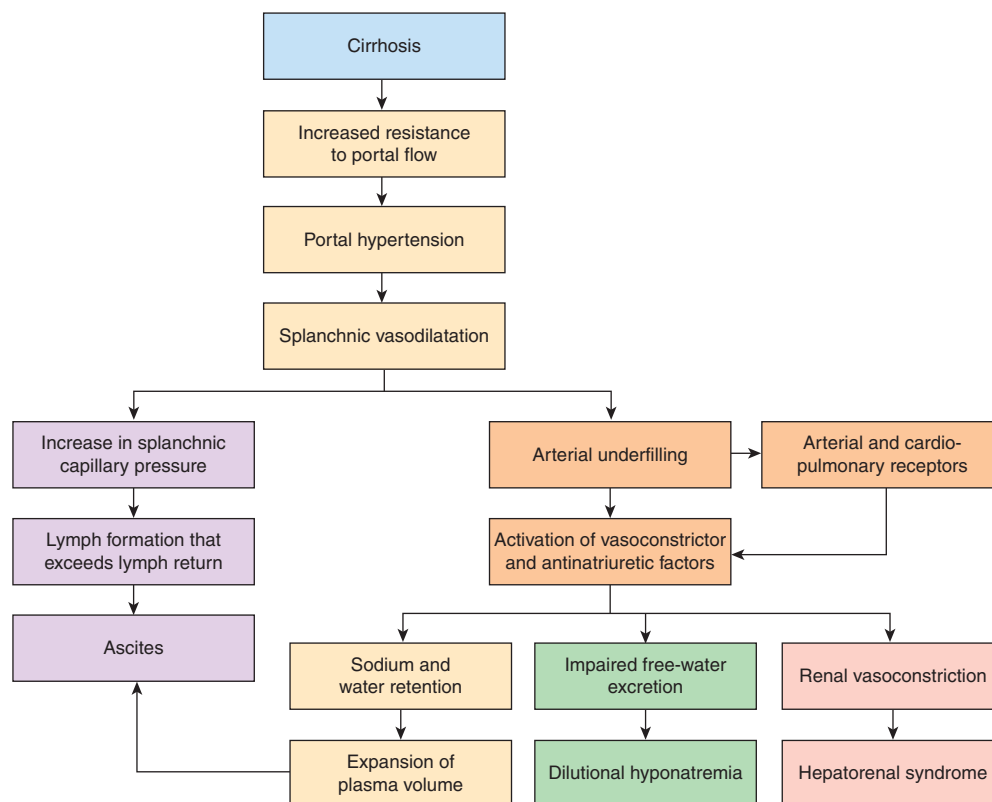 Cirrhosis
Increased resistance
to portal flow
Portal hypertension
Splanchnic vasodilatation
Increase in splanchnic
capillary pressure
Arterial underfilling
Arterial and cardio-
pulmonary receptors
Lymph formation that
exceeds lymph return
Activation of vasoconstrictor
and antinatriuretic factors
Ascites
Sodium and
water retention
Impaired free-water
excretion
Renal vasoconstriction
Expansion of
plasma volume
Dilutional hyponatremia
Hepatorenal syndrome